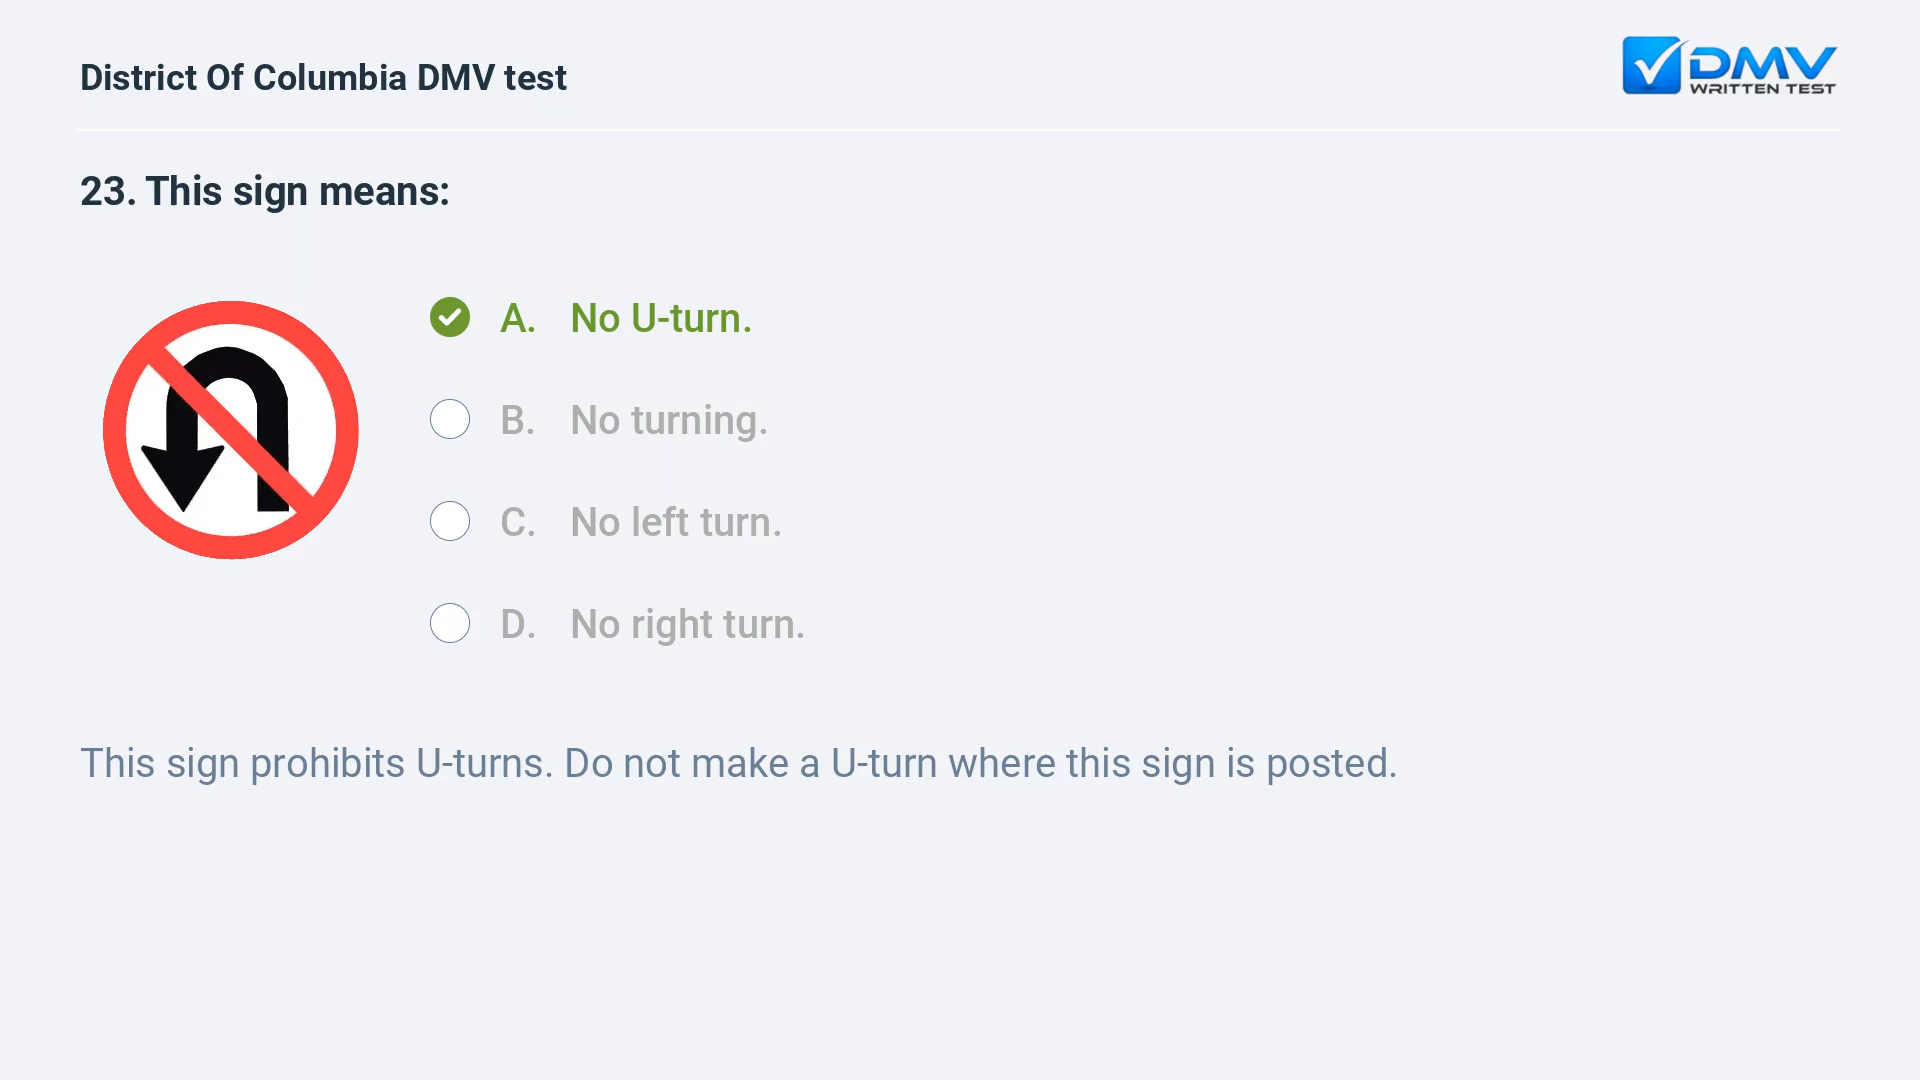 District Of Columbia DMV test
DMV
WRITTEN TEST
23. This sign means:
A. No U-turn.
B. No turning.
C. No left turn.
D. No right turn.
This sign prohibits U-turns. Do not make a U-turn where this sign is posted.